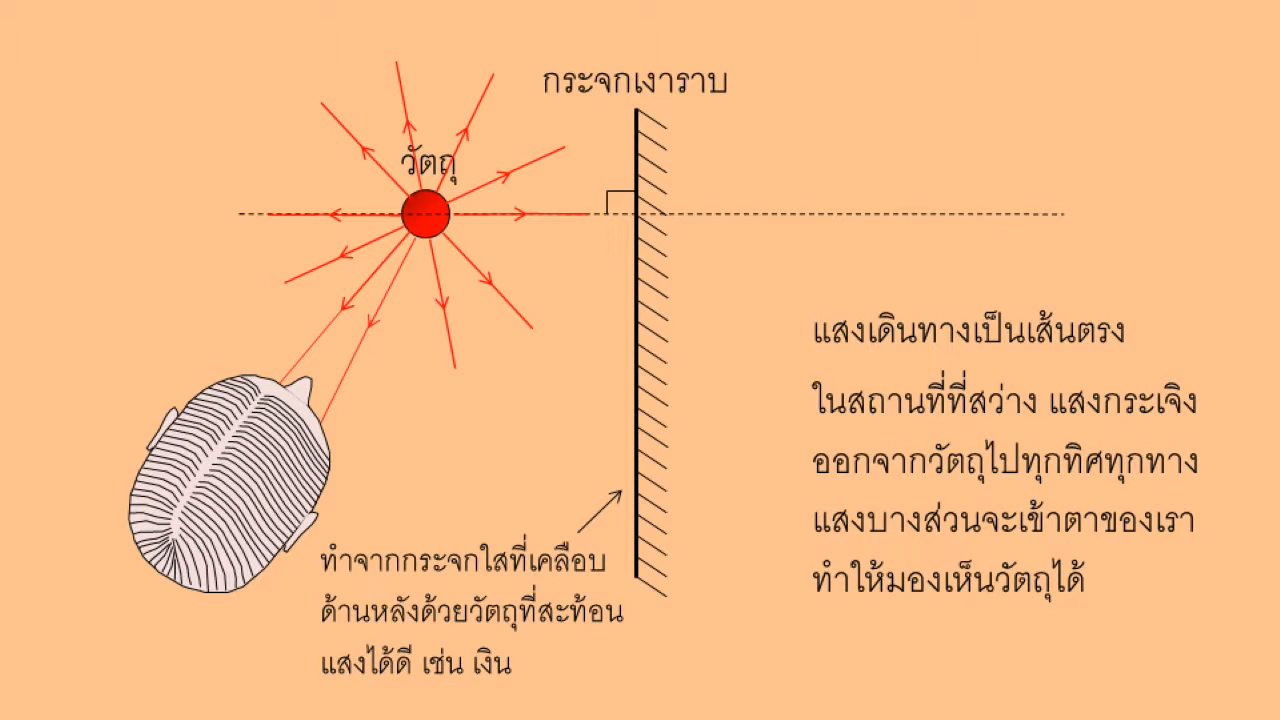 กระจกเงาราบ
วัตถุ
แสงเดินทางเป็นเส้นตรง
ในสถานที่ที่สว่าง แสงกระเจิง
ออกจากวัตถุไปทุกทิศทุกทาง
แสงบางส่วนจะเข้าตาของเรา
ทำให้มองเห็นวัตถุได้
ทำจากกระจกใสที่เคลือบ
ด้านหลังด้วยวัตถุที่สะท้อน
แสงได้ดี เช่น เงิน